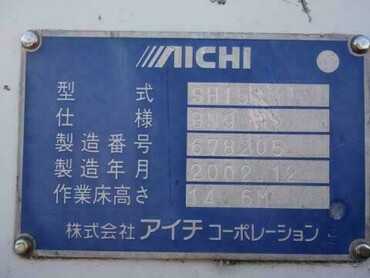 AICHI
型 式 SH15
仕 様 BN9
製造番号 678205
製造年月 2002.12
作業床高さ 14.6M
株式会社 アイチ コーポレーション